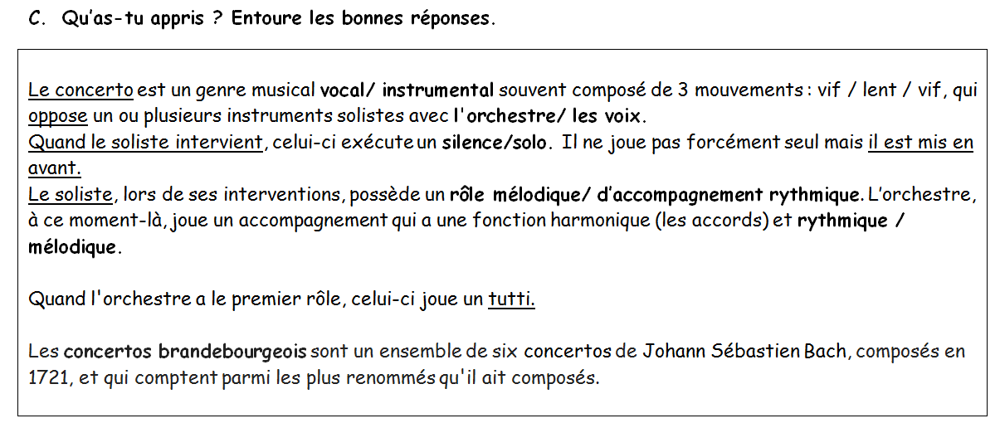 C. Qu'as-tu appris ? Entoure les bonnes réponses.
Le concerto est un genre musical vocal/ instrumental souvent composé de 3 mouvements : vif / lent / vif, qui
oppose un ou plusieurs instruments solistes avec l'orchestre/ les voix.
Quand le soliste intervient, celui-ci exécute un silence/solo. Il ne joue pas forcément seul mais il est mis en
avant.
Le soliste, lors de ses interventions, possède un rôle mélodique/ d'accompagnement rythmique. L'orchestre,
à ce moment-là, joue un accompagnement qui a une fonction harmonique (les accords) et rythmique /
mélodique.
Quand l'orchestre a le premier rôle, celui-ci joue un tutti.
Les concertos brandebourgeois sont un ensemble de six concertos de Johann Sébastien Bach, composés en
1721, et qui comptent parmi les plus renommés qu'il ait composés.